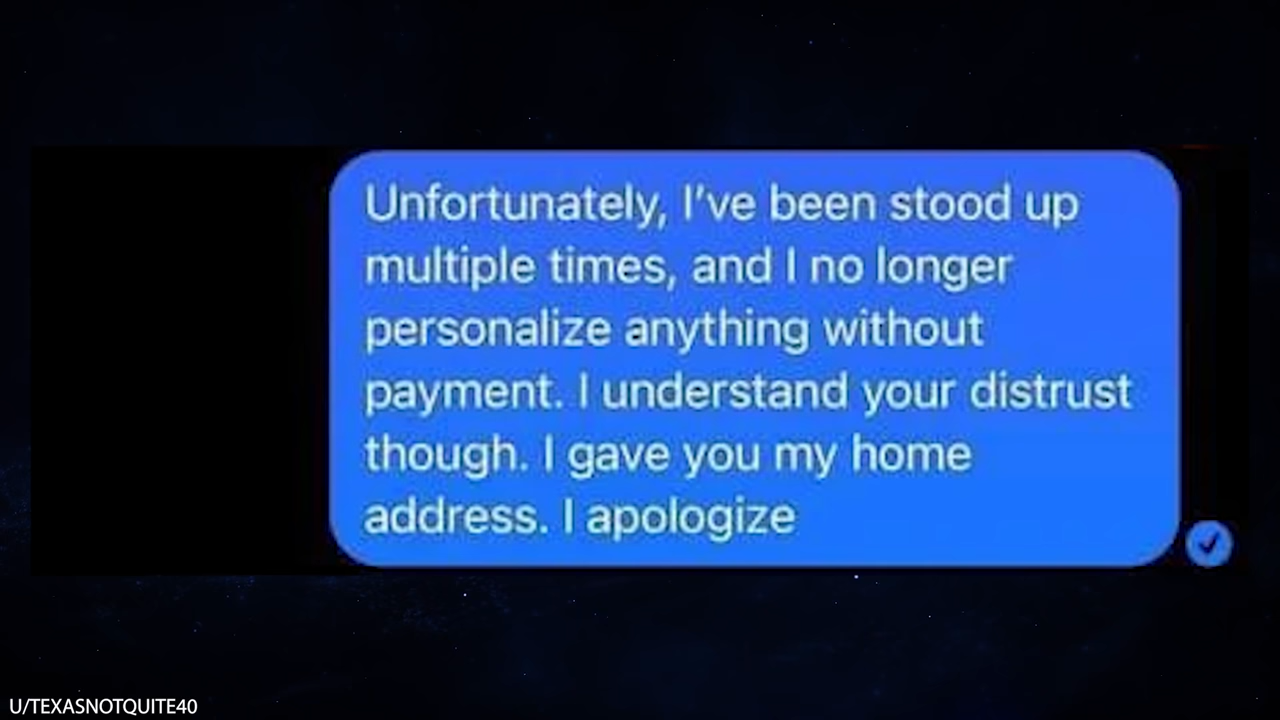 Unfortunately, I’ve been stood up
multiple times, and I no longer
personalize anything without
payment. I understand your distrust
though. I gave you my home
address. I apologize
U/TEXASNOTQUITE40